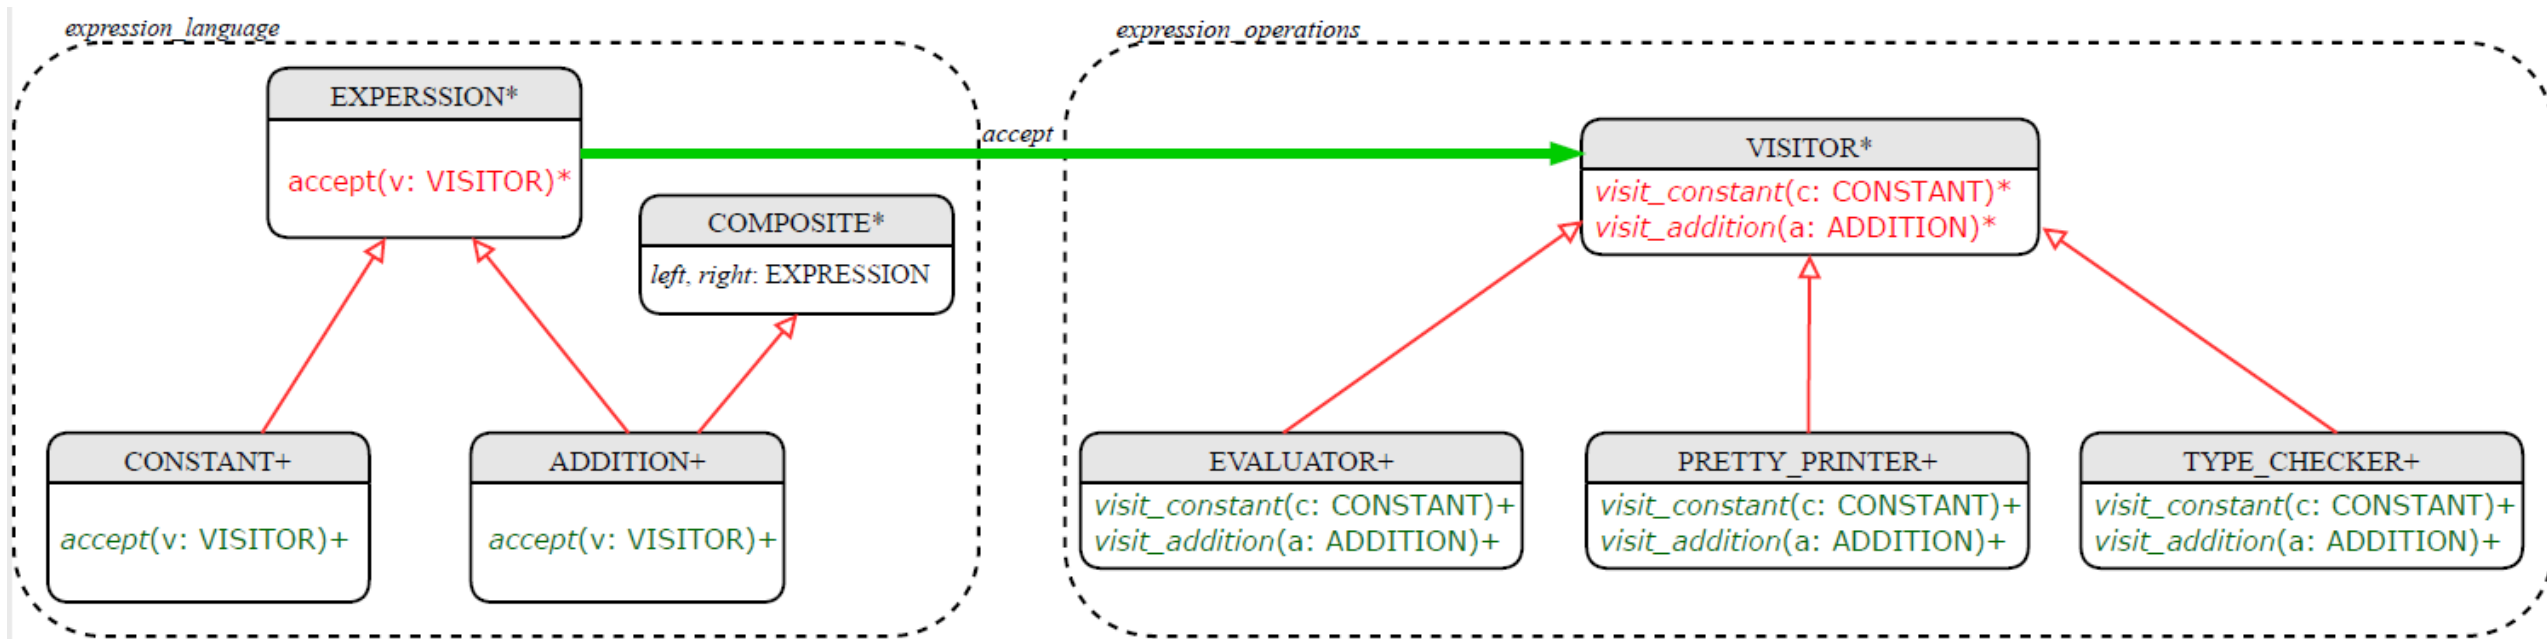 expression_language
EXPERSSION*
accept(v: VISITOR)*
COMPOSITE*
left, right: EXPRESSION
CONSTANT+
accept(v: VISITOR)+
ADDITION+
accept(v: VISITOR)+
accept
expression_operations
VISITOR*
visit_constant(c: CONSTANT)*
visit_addition(a: ADDITION)*
EVALUATOR+
visit_constant(c: CONSTANT)+
visit_addition(a: ADDITION)+
PRETTY_PRINTER+
visit_constant(c: CONSTANT)+
visit_addition(a: ADDITION)+
TYPE_CHECKER+
visit_constant(c: CONSTANT)+
visit_addition(a: ADDITION)+